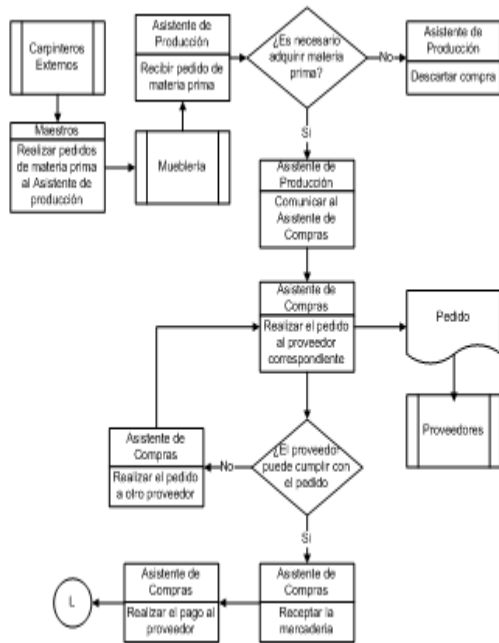 Carpinteros
Externos
Maestros
Realizar pedidos
de materia prima
al Asistente de
producción
Mueblería
Asistente de
Producción
Recibir pedido de
materia prima
¿Es necesario
adquirir materia
prima?
No
Asistente de
Producción
Descartar compra
Si
Asistente de
Producción
Comunicar al
Asistente de
Compras
Asistente de
Compras
Realizar el pedido
al proveedor
correspondiente
Pedido
Proveedores
¿El proveedor
puede cumplir con
el pedido
No
Asistente de
Compras
Realizar el pedido
a otro proveedor
Si
Asistente de
Compras
Receptar la
mercadería
Asistente de
Compras
Realizar el pago al
proveedor
L